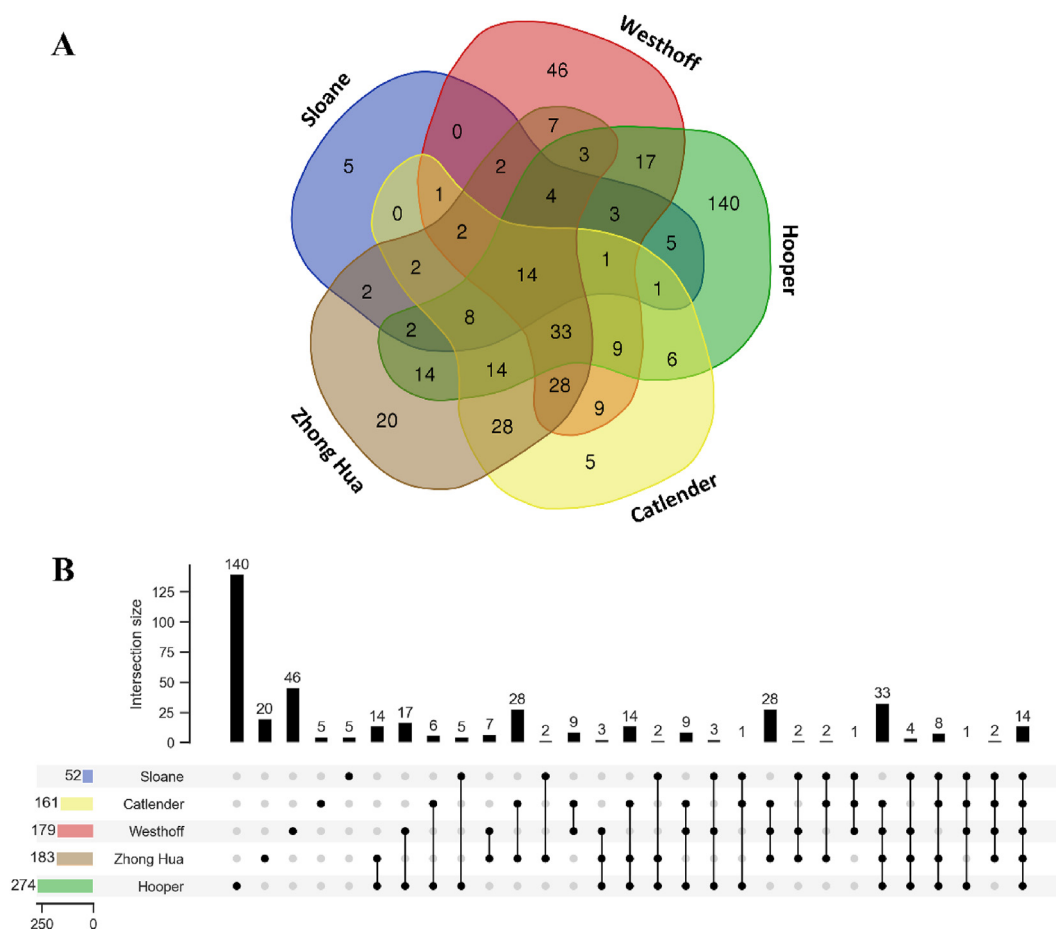 A
Westhoff
Sloane
46
0
7
5
2
3
17
140
1
4
0
3
5
Hooper
2
2
14
1
1
2
8
2
33
9
6
14
14
28
20
28
9
5
Zhong Hua
Catlender
B
Intersection size
125
100
75
50
25
0
140 20 46 5 5 14 17 6 5 7 28 2 9 3 14 2 9 3 1 28 2 2 1 33 4 8 1 2 14
52 Sloane
161 Catlender
179 Westhoff
183 Zhong Hua
274 Hooper
250 0